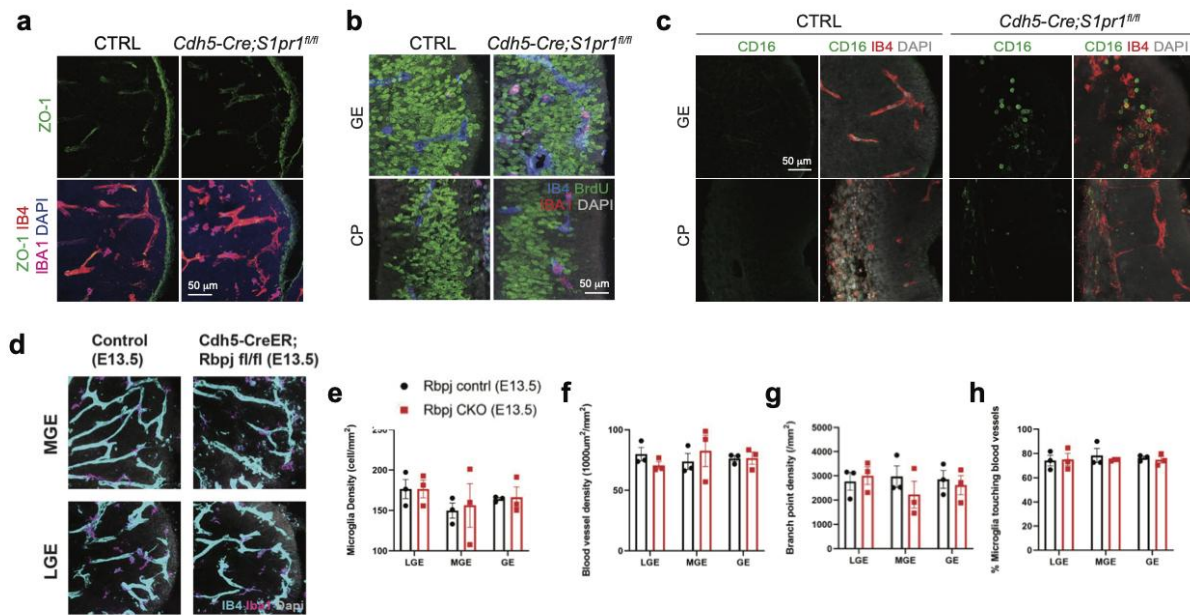 a
CTRL
Cdh5-Cre;S1pr1fl/fl
ZO-1
ZO-1 IB4
IBA1 DAPI
50 µm
b
CTRL
Cdh5-Cre;S1pr1fl/fl
GE
CP
IB4 BrdU
IBA1 DAPI
50 µm
c
CTRL
Cdh5-Cre;S1pr1fl/fl
CD16
CD16 IB4 DAPI
CD16
CD16 IB4 DAPI
GE
CP
50 µm
50 µm
d
Control
(E13.5)
Cdh5-CreER;
Rbpj fl/fl (E13.5)
MGE
LGE
IB4 Iba1 Dapi
Rbpj contrl (E13.5)
Rbpj CKO (E13.5)
e
Microglia Density (cell/mm²)
250
200
150
100
LGE
MGE
GE
f
Blood vessel density (1000um²/mm²)
100
50
0
LGE
MGE
GE
g
Branch point density (/mm²)
6000
5000
4000
3000
2000
1000
0
LGE
MGE
GE
h
% Microglia touching blood vessels
100
80
60
40
20
0
LGE
MGE
GE